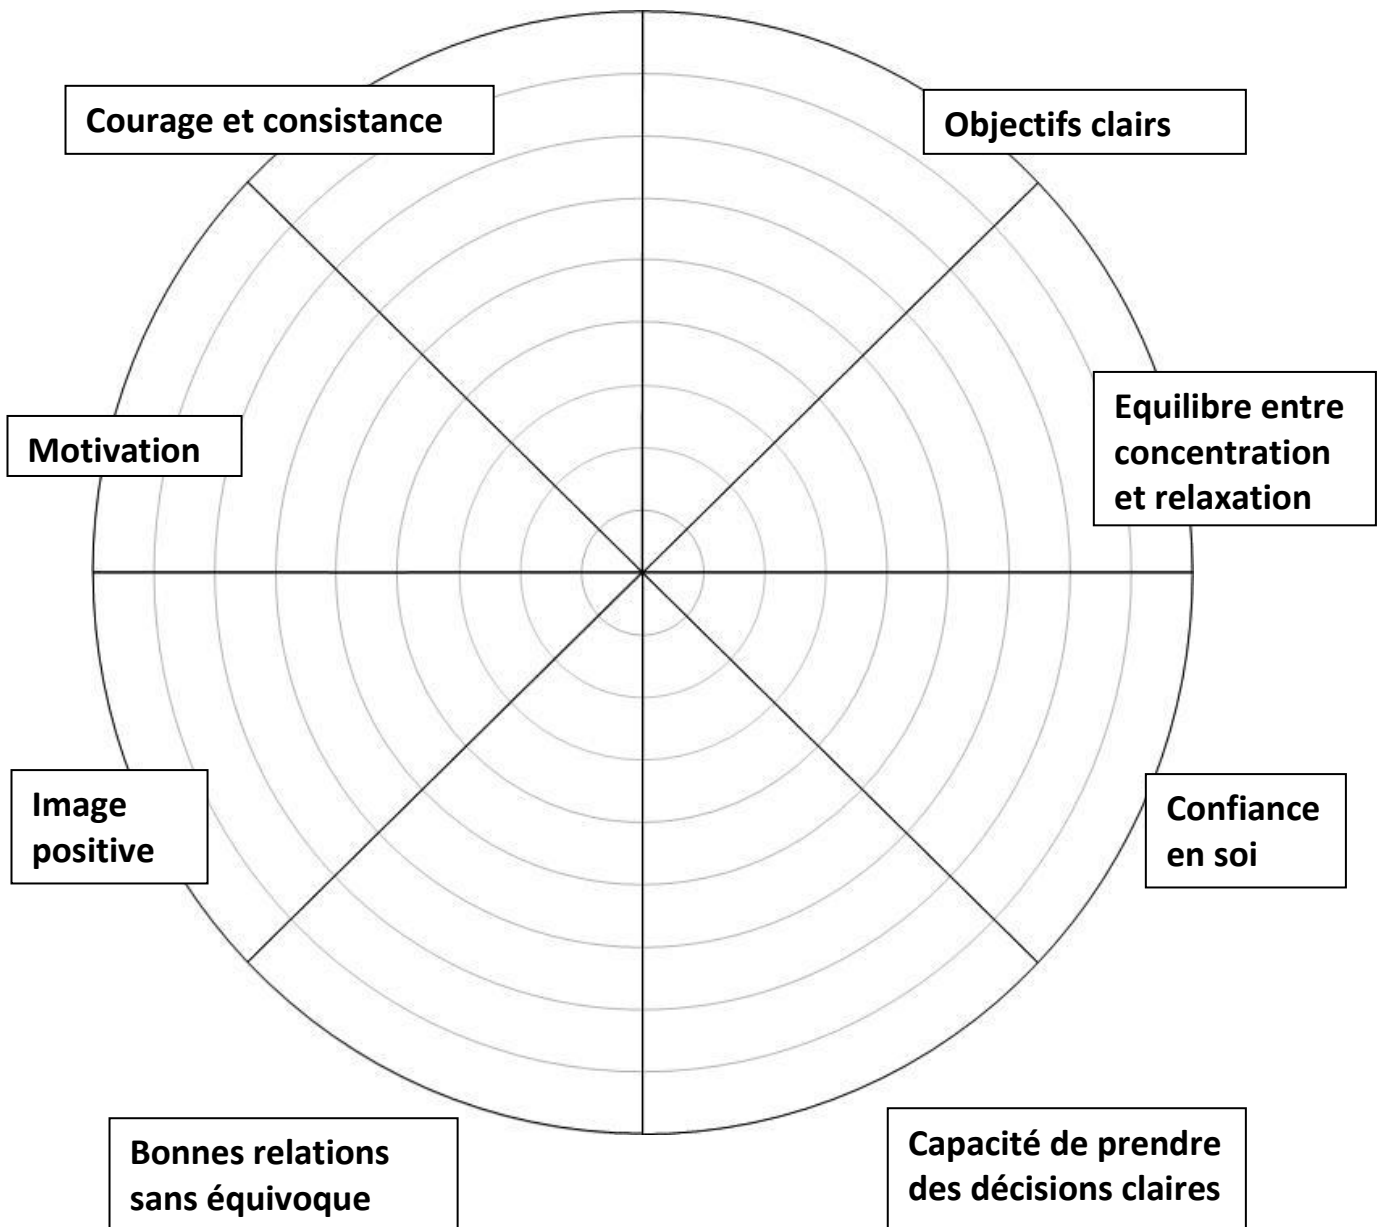 Courage et consistance
Objectifs clairs
Equilibre entre
concentration
et relaxation
Motivation
Image
positive
Confiance
en soi
Bonnes relations
sans équivoque
Capacité de prendre
des décisions claires